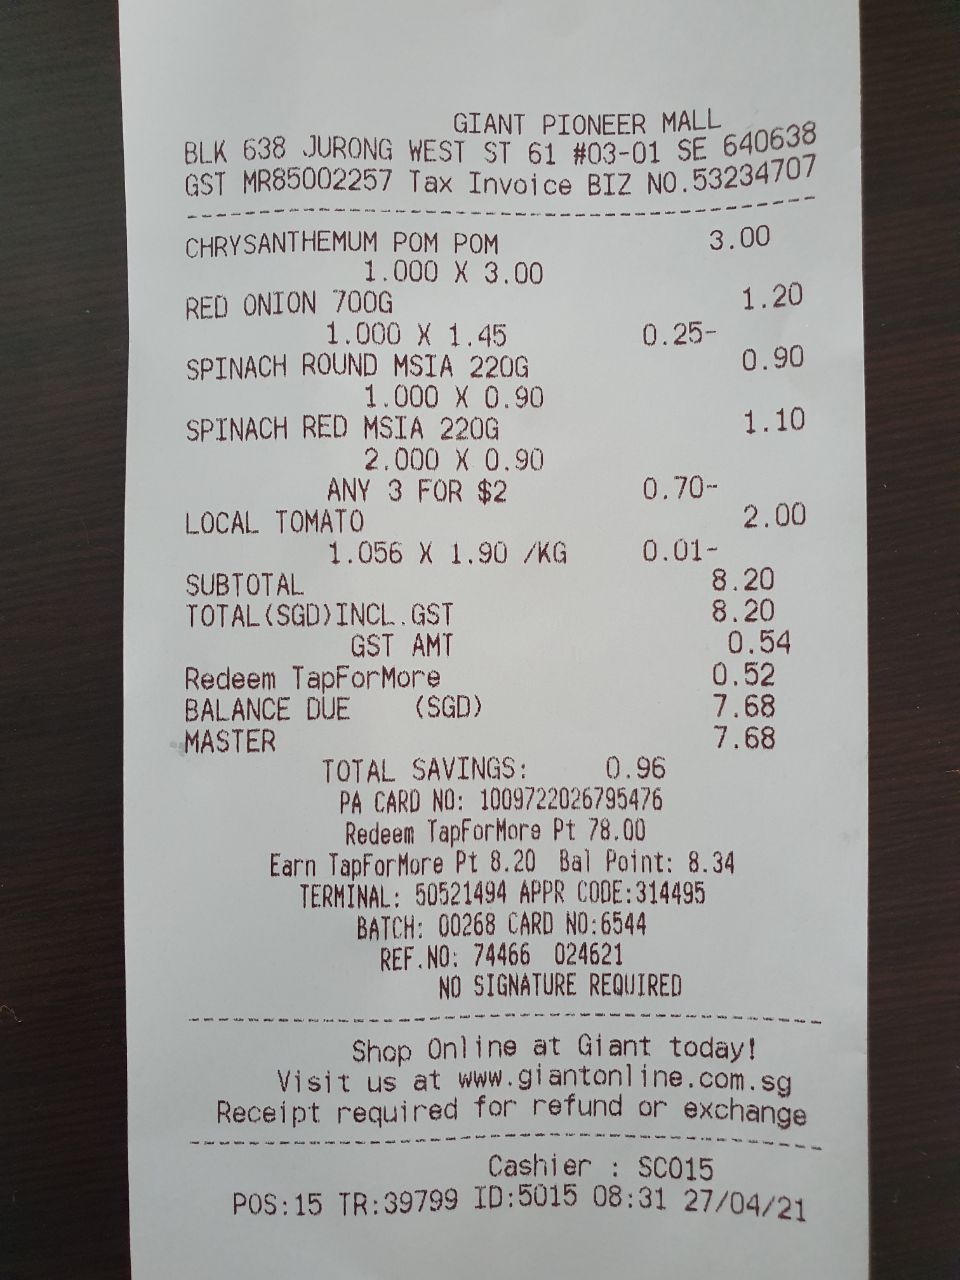 GIANT PIONEER MALL
BLK 638 JURONG WEST ST 61 #03-01 SE 640638
GST MR85002257 Tax Invoice BIZ NO.53234707
CHRYSANTHEMUM POM POM 3.00
1.000 X 3.00
RED ONION 700G 1.20
1.000 X 1.45 0.25-
SPINACH ROUND MSIA 220G 0.90
1.000 X 0.90
SPINACH RED MSIA 220G 1.10
2.000 X 0.90
ANY 3 FOR $2 0.70-
LOCAL TOMATO 2.00
1.056 X 1.90 /KG 0.01-
SUBTOTAL 8.20
TOTAL(SGD)INCL.GST 8.20
GST AMT 0.54
Redeem TapForMore 0.52
BALANCE DUE (SGD) 7.68
MASTER 7.68
TOTAL SAVINGS: 0.96
PA CARD NO: 1009722026795476
Redeem TapForMore Pt 78.00
Earn TapForMore Pt 8.20 Bal Point: 8.34
TERMINAL: 50521494 APPR CODE:314495
BATCH: 00268 CARD NO:6544
REF.NO: 74466 024621
NO SIGNATURE REQUIRED
Shop Online at Giant today!
Visit us at www.giantonline.com.sg
Receipt required for refund or exchange
Cashier : SCO15
POS:15 TR:39799 ID:5015 08:31 27/04/21